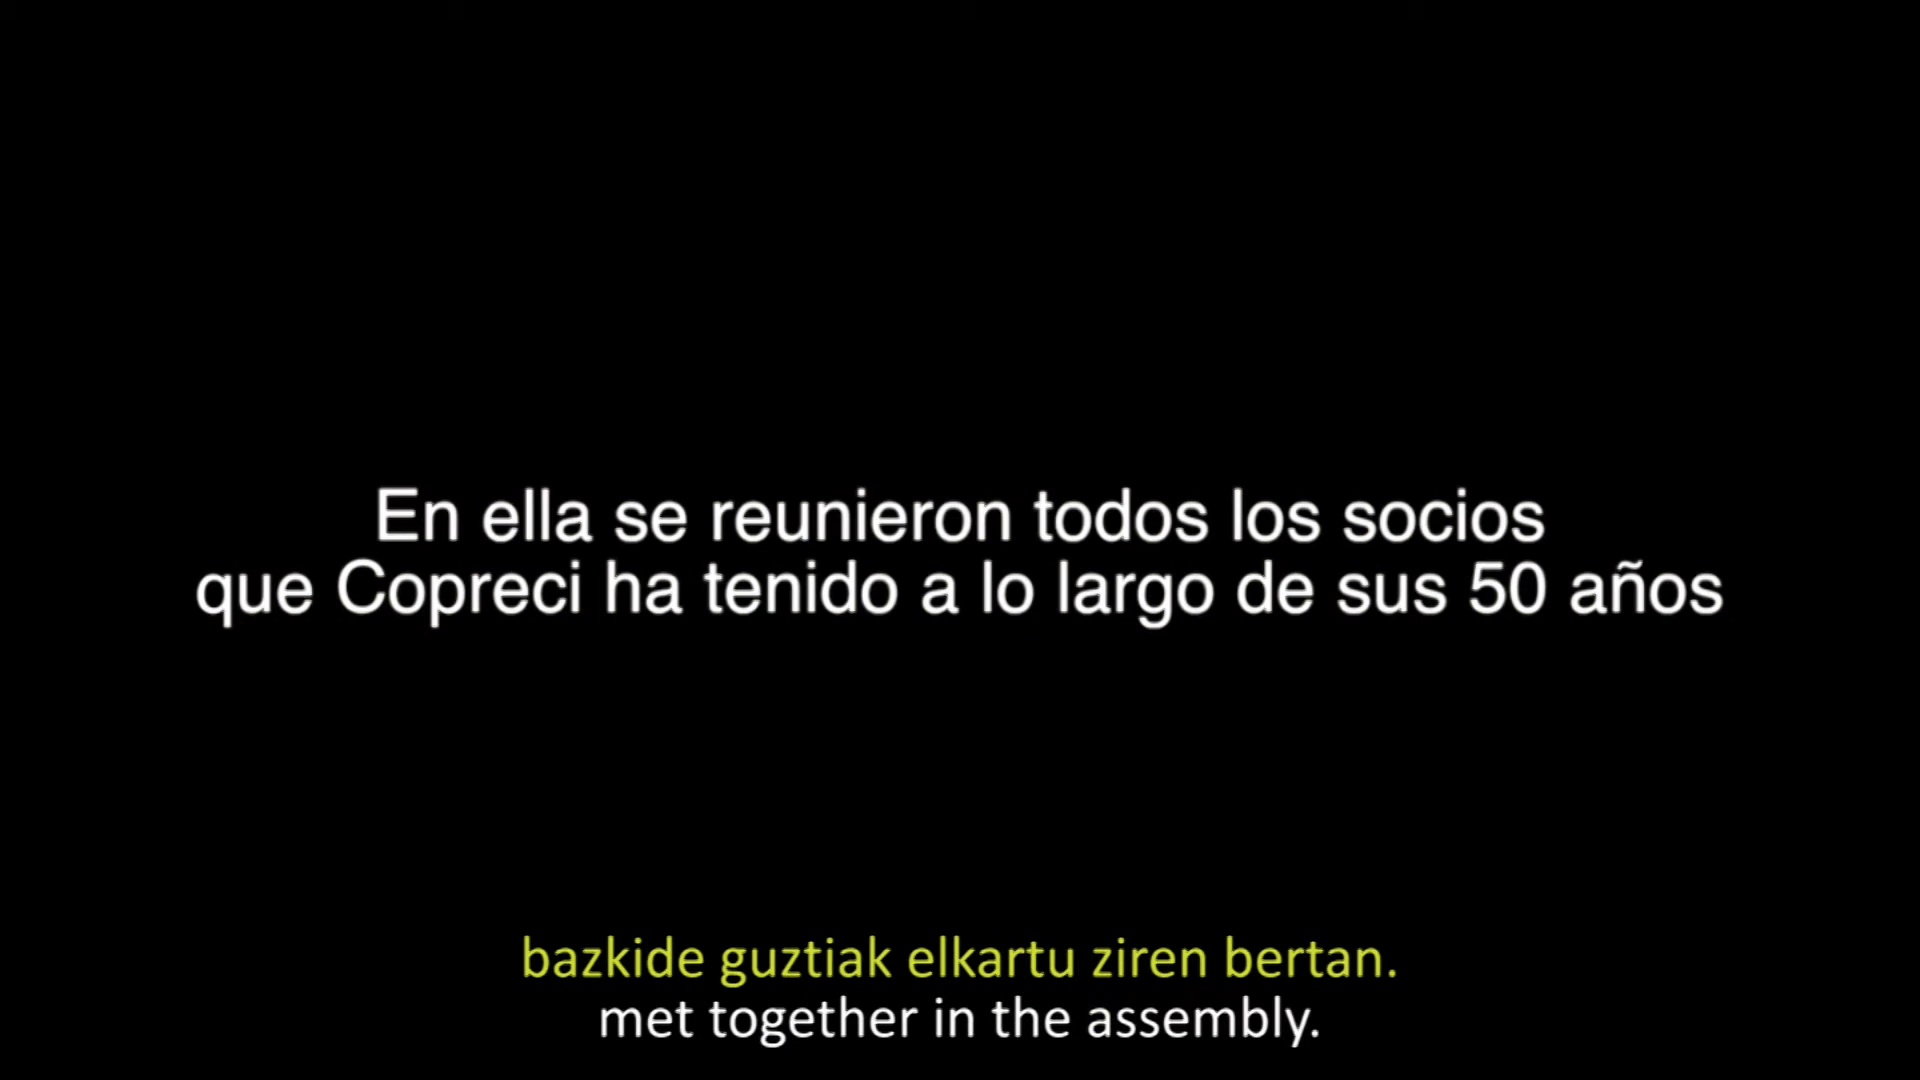 En ella se reunieron todos los socios
que Copreci ha tenido a lo largo de sus 50 años
bazkide guztiak elkartu ziren bertan.
met together in the assembly.